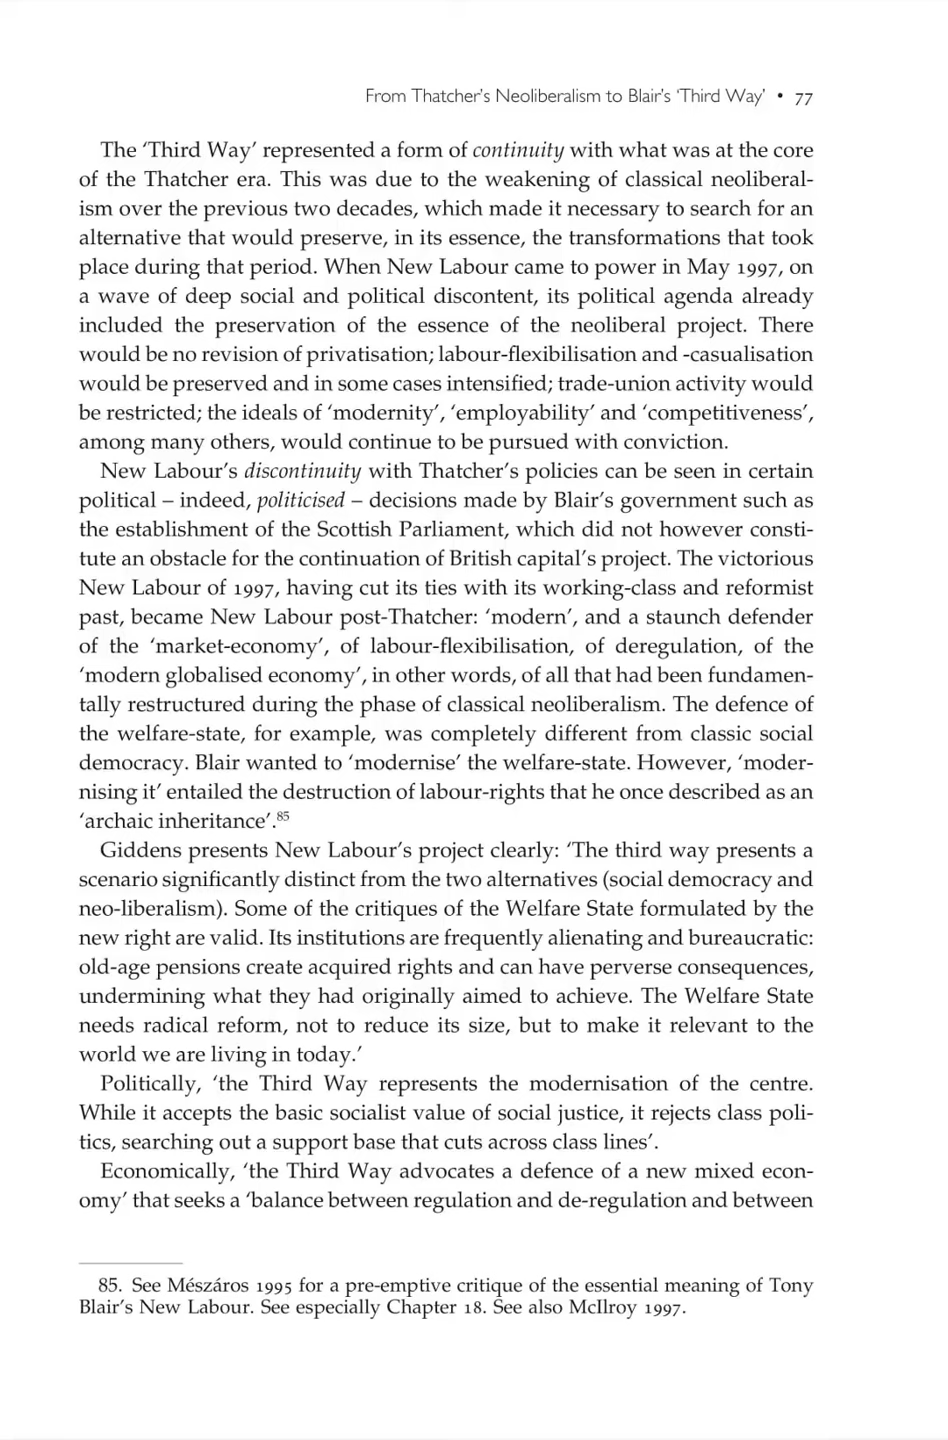 From Thatcher's Neoliberalism to Blair's 'Third Way' • 77
The 'Third Way' represented a form of continuity with what was at the core
of the Thatcher era. This was due to the weakening of classical neoliberal-
ism over the previous two decades, which made it necessary to search for an
alternative that would preserve, in its essence, the transformations that took
place during that period. When New Labour came to power in May 1997, on
a wave of deep social and political discontent, its political agenda already
included the preservation of the essence of the neoliberal project. There
would be no revision of privatisation; labour-flexibilisation and -casualisation
would be preserved and in some cases intensified; trade-union activity would
be restricted; the ideals of 'modernity', 'employability' and 'competitiveness',
among many others, would continue to be pursued with conviction.
New Labour's discontinuity with Thatcher's policies can be seen in certain
political – indeed, politicised – decisions made by Blair's government such as
the establishment of the Scottish Parliament, which did not however consti-
tute an obstacle for the continuation of British capital's project. The victorious
New Labour of 1997, having cut its ties with its working-class and reformist
past, became New Labour post-Thatcher: 'modern', and a staunch defender
of the 'market-economy', of labour-flexibilisation, of deregulation, of the
'modern globalised economy', in other words, of all that had been fundamen-
tally restructured during the phase of classical neoliberalism. The defence of
the welfare-state, for example, was completely different from classic social
democracy. Blair wanted to 'modernise' the welfare-state. However, 'moder-
nising it' entailed the destruction of labour-rights that he once described as an
'archaic inheritance'.85
Giddens presents New Labour's project clearly: 'The third way presents a
scenario significantly distinct from the two alternatives (social democracy and
neo-liberalism). Some of the critiques of the Welfare State formulated by the
new right are valid. Its institutions are frequently alienating and bureaucratic:
old-age pensions create acquired rights and can have perverse consequences,
undermining what they had originally aimed to achieve. The Welfare State
needs radical reform, not to reduce its size, but to make it relevant to the
world we are living in today.'
Politically, 'the Third Way represents the modernisation of the centre.
While it accepts the basic socialist value of social justice, it rejects class poli-
tics, searching out a support base that cuts across class lines'.
Economically, 'the Third Way advocates a defence of a new mixed econ-
omy' that seeks a 'balance between regulation and de-regulation and between
85. See Mészáros 1995 for a pre-emptive critique of the essential meaning of Tony
Blair's New Labour. See especially Chapter 18. See also McIlroy 1997.